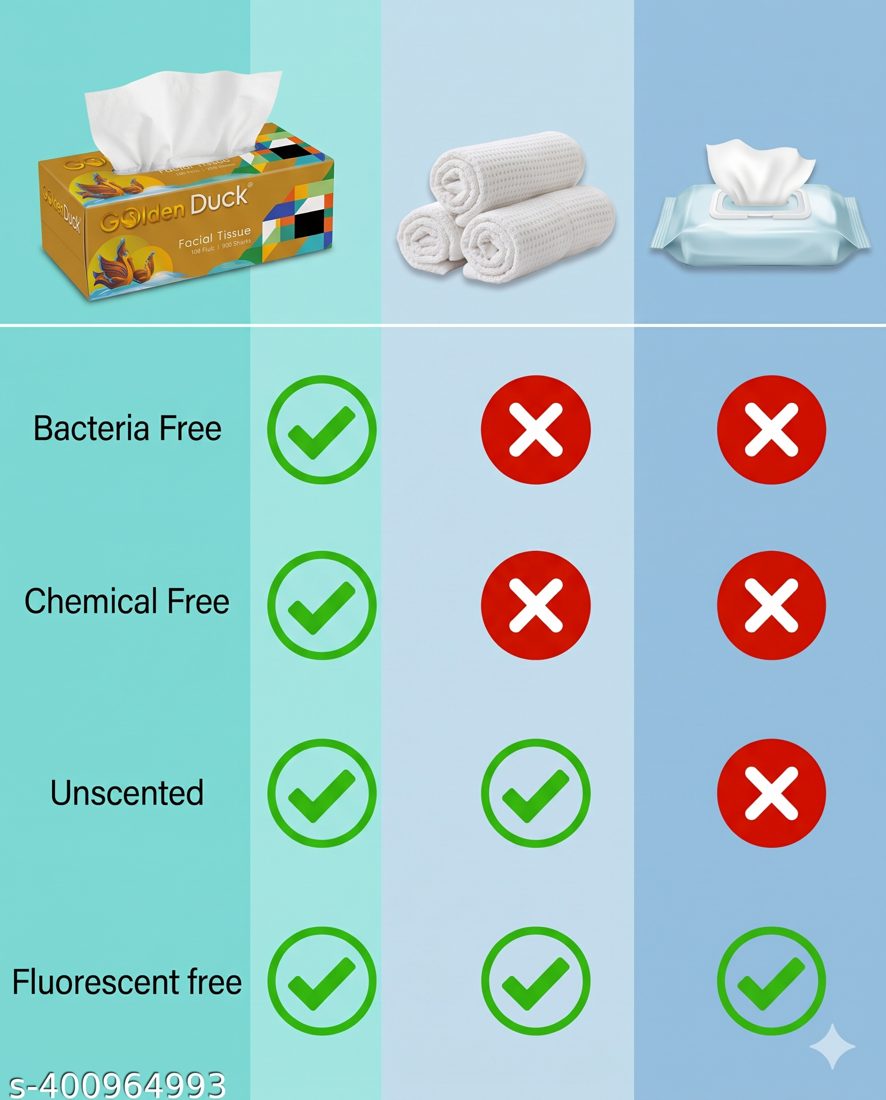 Golden Duck
Golden Duck®
Facial Tissue
Bacteria Free
Chemical Free
Unscented
Fluorescent free
s-400964993